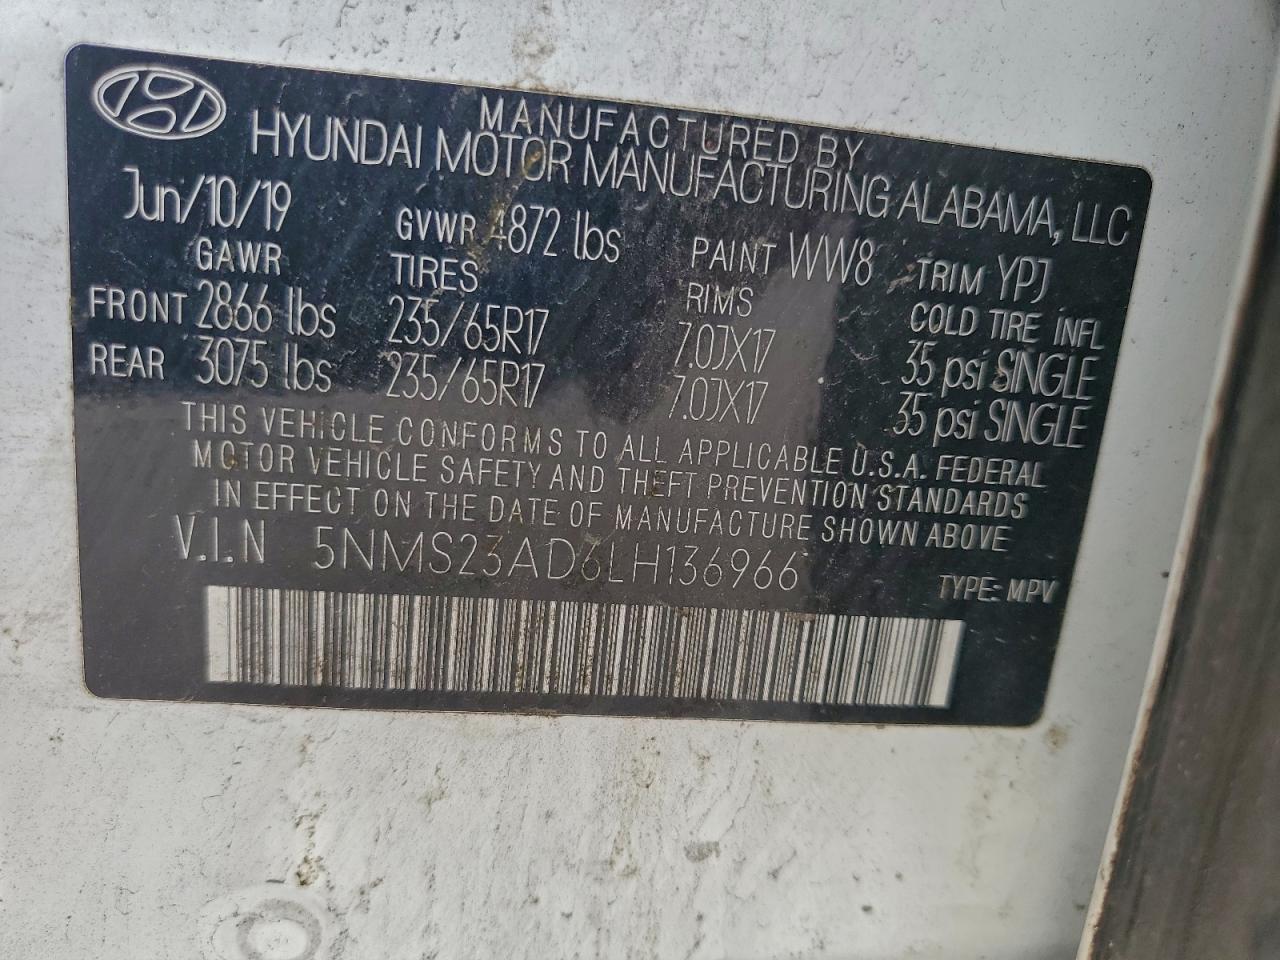 MANUFACTURED BY
HYUNDAI MOTOR MANUFACTURING ALABAMA, LLC
Jun/10/19 GVWR 4872 lbs PAINT WW8 TRIM YPJ
GAWR TIRES RIMS COLD TIRE INFL
FRONT 2866 lbs 235/65R17 7.0JX17 35 psi SINGLE
REAR 3075 lbs 235/65R17 7.0JX17 35 psi SINGLE
THIS VEHICLE CONFORMS TO ALL APPLICABLE U.S.A. FEDERAL
MOTOR VEHICLE SAFETY AND THEFT PREVENTION STANDARDS
IN EFFECT ON THE DATE OF MANUFACTURE SHOWN ABOVE
V.I.N 5NMS23AD6LH136966 TYPE: MPV